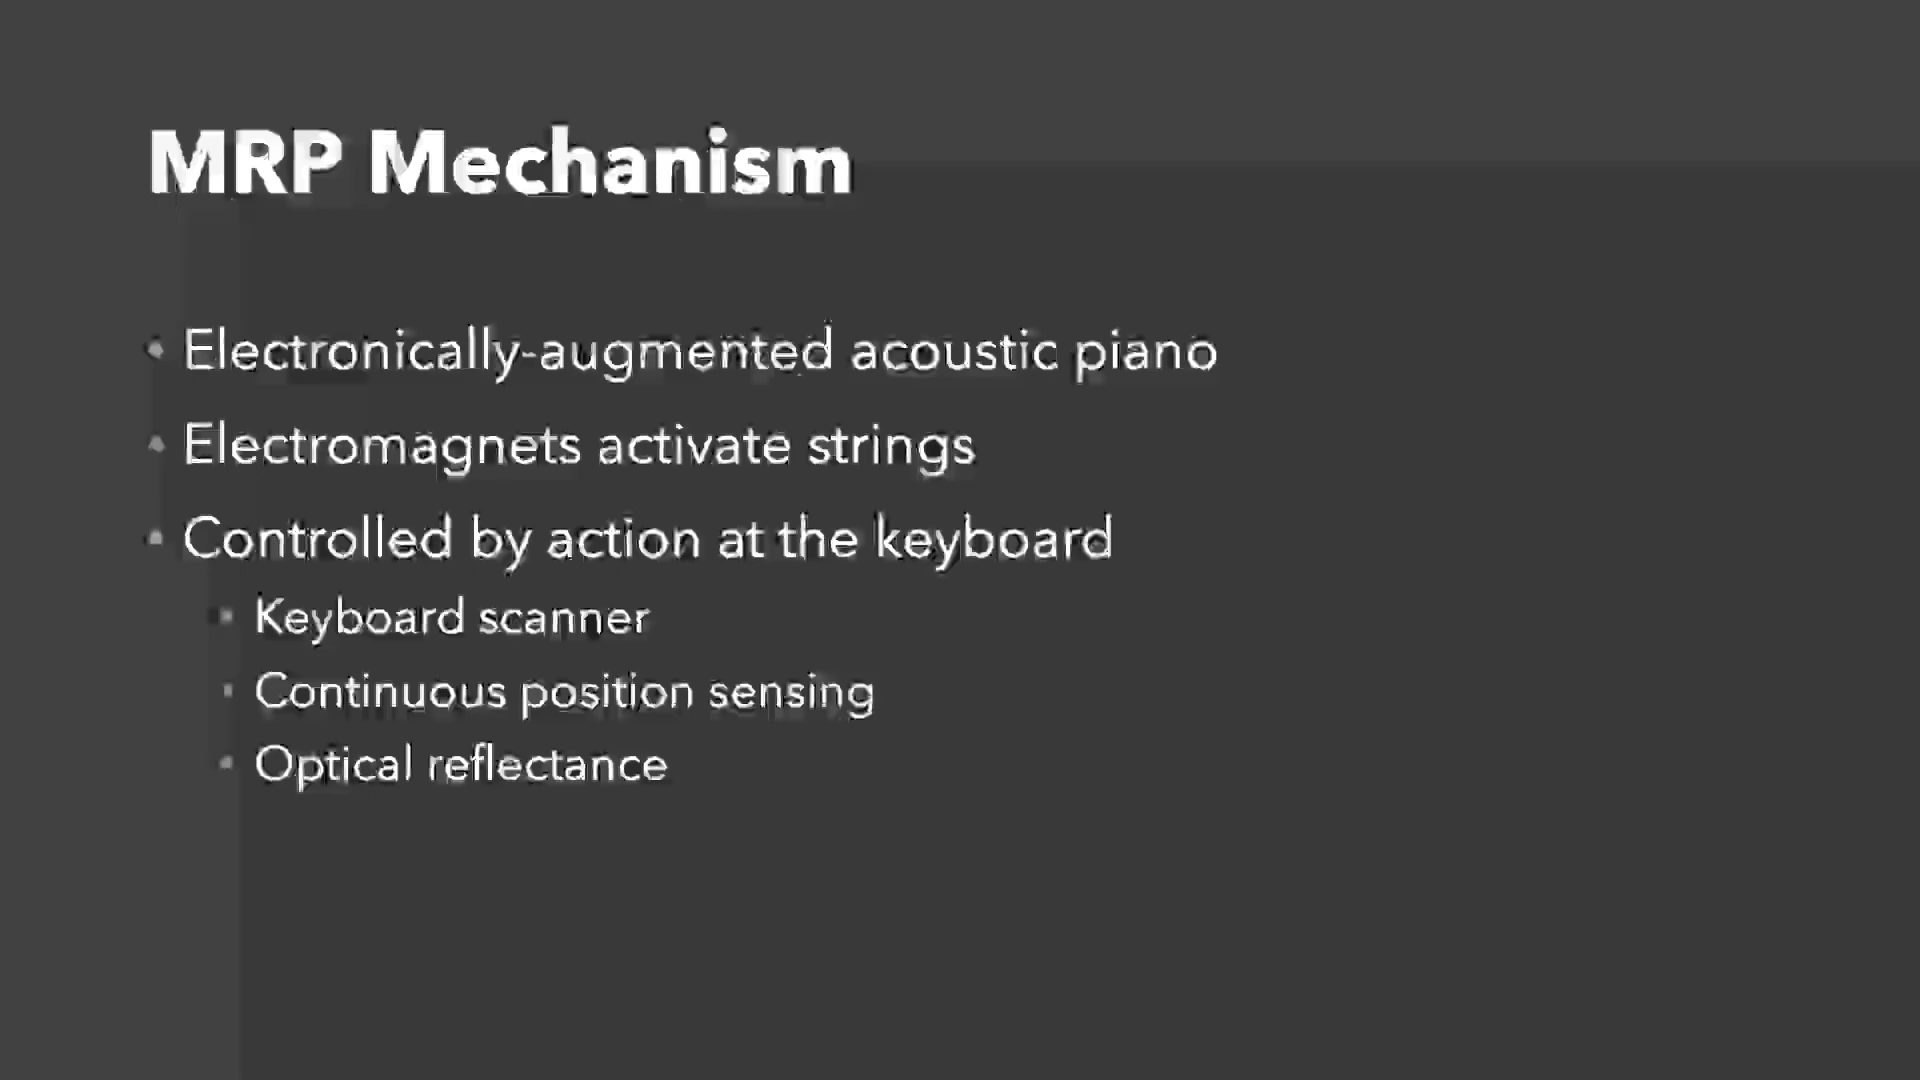 MRP Mechanism
• Electronically-augmented acoustic piano
• Electromagnets activate strings
• Controlled by action at the keyboard
• Keyboard scanner
• Continuous position sensing
• Optical reflectance